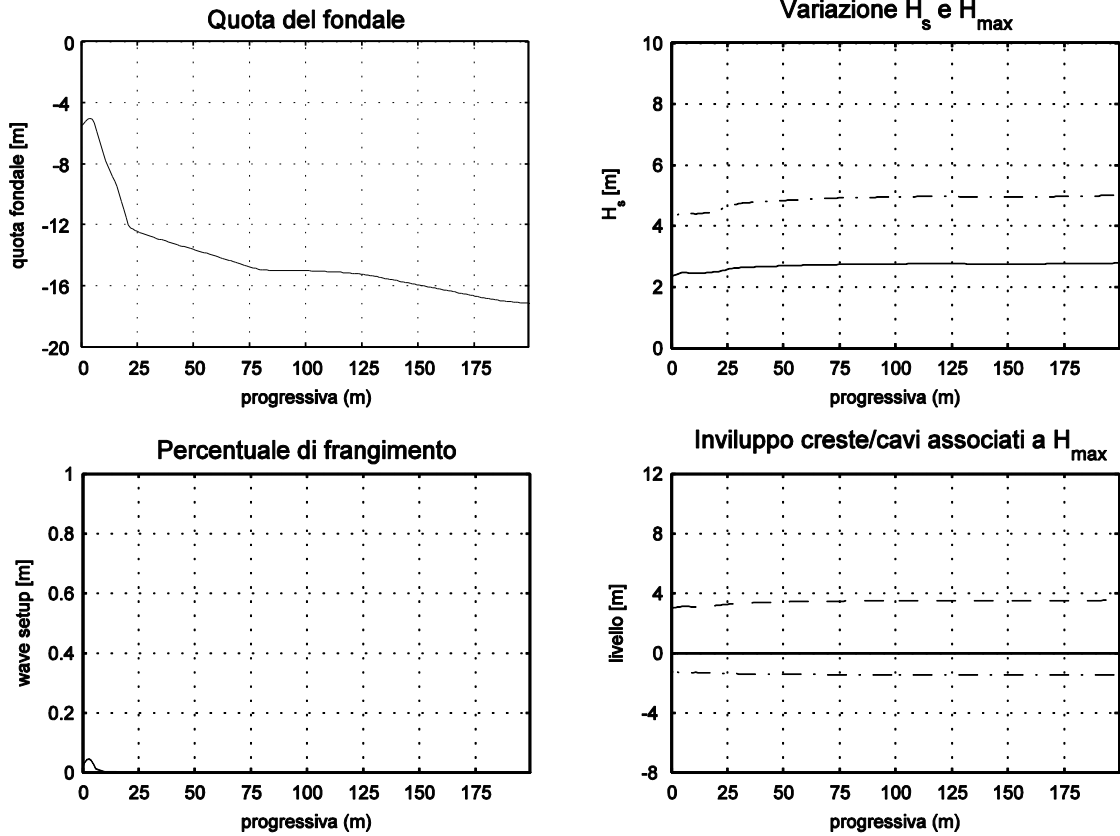 Quota del fondale
quota fondale [m]
0
-4
-8
-12
-16
-20
0 25 50 75 100 125 150 175
progressiva (m)
Variazione Hs e Hmax
Hs [m]
10
8
6
4
2
0
0 25 50 75 100 125 150 175
progressiva (m)
Percentuale di frangimento
wave setup [m]
1
0.8
0.6
0.4
0.2
0
0 25 50 75 100 125 150 175
progressiva (m)
Inviluppo creste/cavi associati a Hmax
livello [m]
12
8
4
0
-4
-8
0 25 50 75 100 125 150 175
progressiva (m)